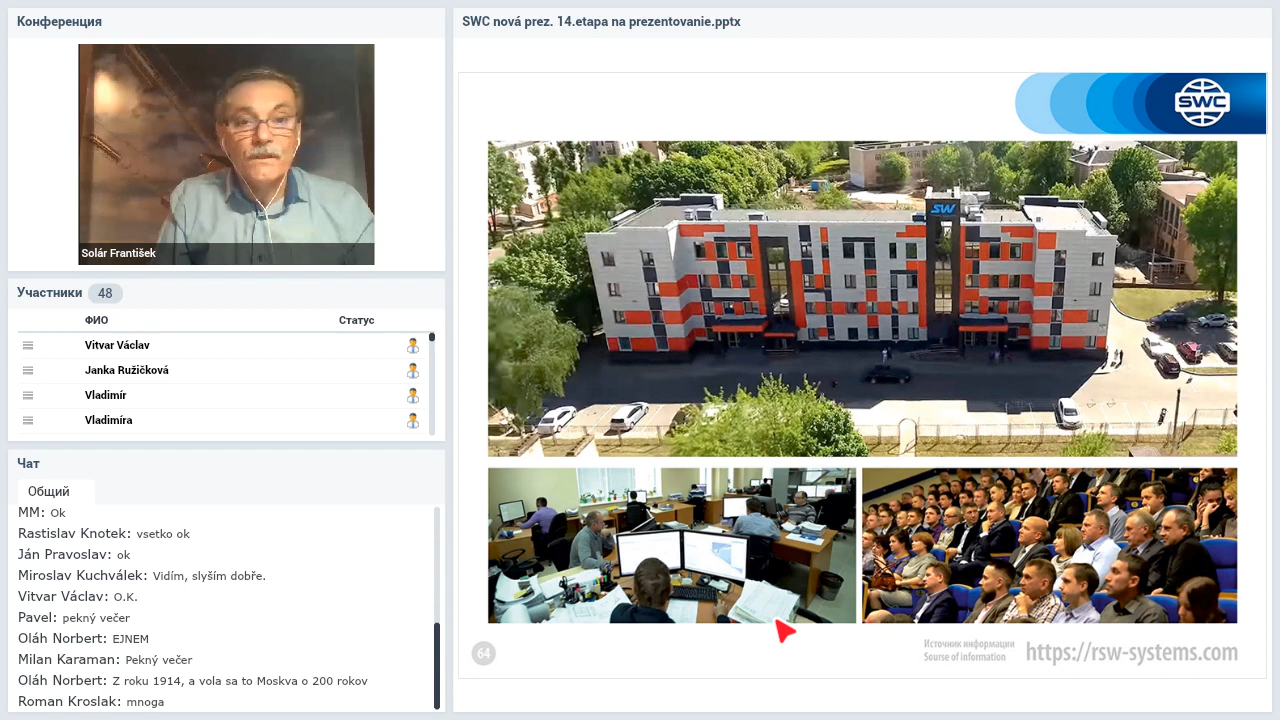 Конференция
Solár František
Участники 48
ФИО Статус
Vitvar Václav
Janka Ružičková
Vladimír
Vladimíra
Чат
Общий
MM: Ok
Rastislav Knotek: vsetko ok
Ján Pravoslav: ok
Miroslav Kuchválek: Vidím, slyším dobře.
Vitvar Václav: O.K.
Pavel: pekný večer
Oláh Norbert: EJNEM
Milan Karaman: Pekný večer
Oláh Norbert: Z roku 1914, a vola sa to Moskva o 200 rokov
Roman Kroslak: mnoga
SWC nová prez. 14.etapa na prezentovanie.pptx
SWC
SW
64
Источник информации
Sourse of information
https://rsw-systems.com